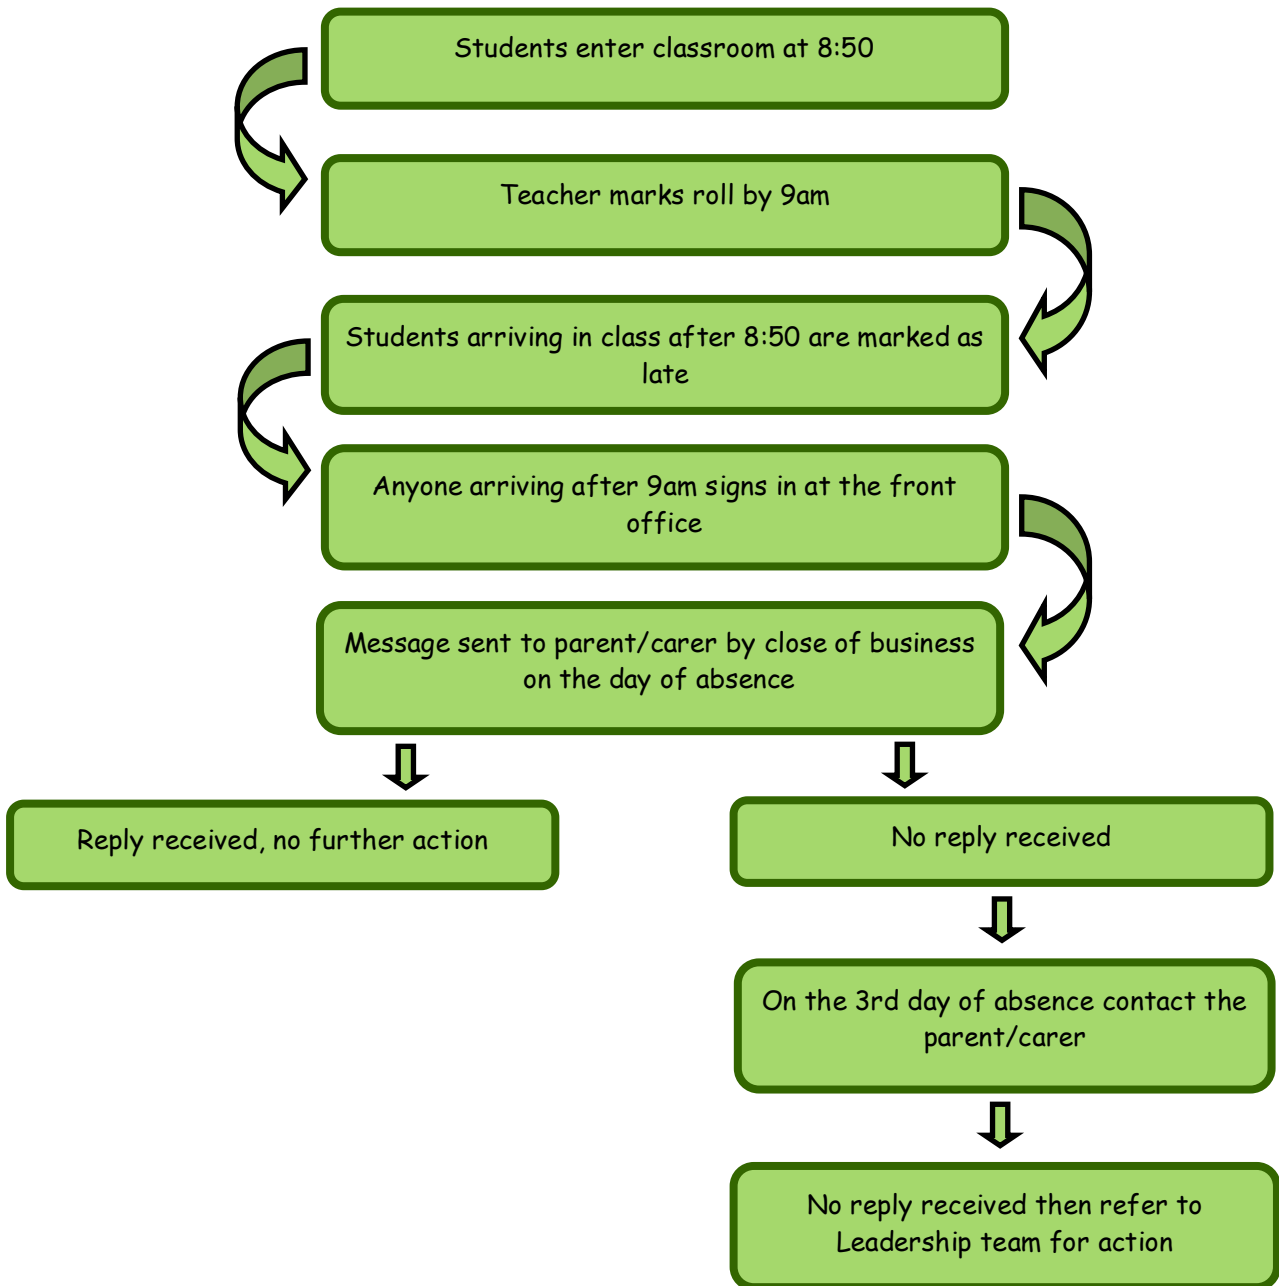 Students enter classroom at 8:50
Teacher marks roll by 9am
Students arriving in class after 8:50 are marked as
late
Anyone arriving after 9am signs in at the front
office
Message sent to parent/carer by close of business
on the day of absence
Reply received, no further action
No reply received
On the 3rd day of absence contact the
parent/carer
No reply received then refer to
Leadership team for action